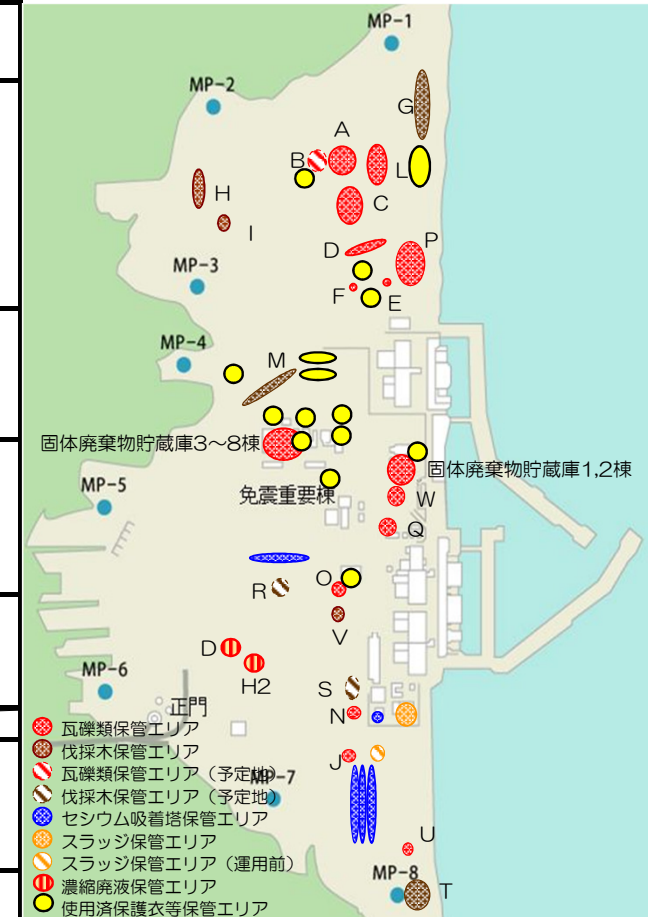 MP-1
MP-2
G
A
B
L
H
C
I
D
P
MP-3
F
E
MP-4
M
固体廃棄物貯蔵庫3～8棟
固体廃棄物貯蔵庫1,2棟
MP-5
免震重要棟
W
Q
R
O
V
D
MP-6
H2
S
正門
N
瓦礫類保管エリア
伐採木保管エリア
J
瓦礫類保管エリア（予定地）
MP-7
伐採木保管エリア（予定地）
セシウム吸着塔保管エリア
スラッジ保管エリア
U
スラッジ保管エリア（運用前）
MP-8
濃縮廃液保管エリア
T
使用済保護衣等保管エリア